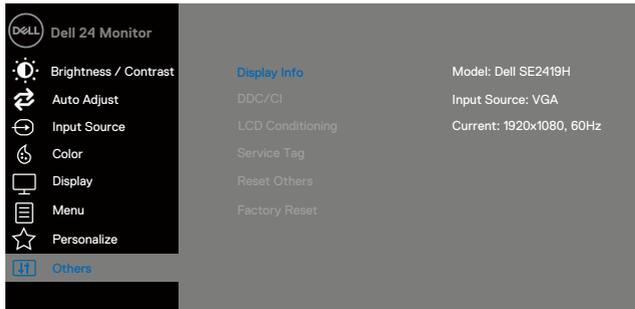 DELL Dell 24 Monitor
Brightness / Contrast Display Info Model: Dell SE2419H
Auto Adjust DDC/CI Input Source: VGA
Input Source LCD Conditioning Current: 1920x1080, 60Hz
Color Service Tag
Display Reset Others
Menu Factory Reset
Personalize
Others